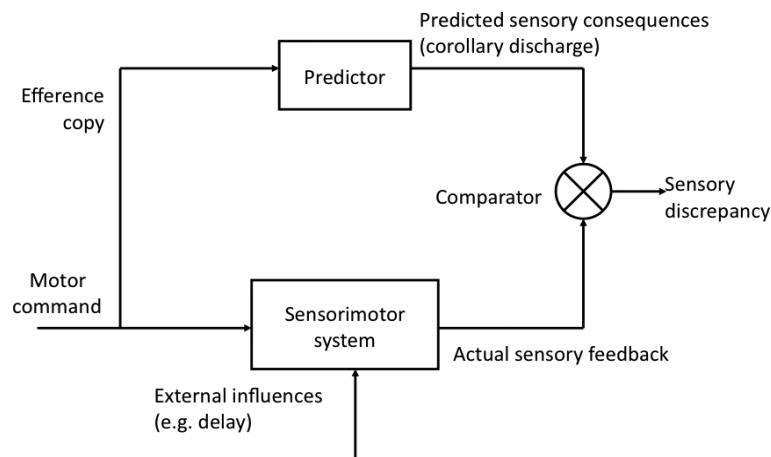 Predicted sensory consequences
(corollary discharge)
Predictor
Efference
copy
Comparator
Sensory
discrepancy
Motor
command
Sensorimotor
system
Actual sensory feedback
External influences
(e.g. delay)